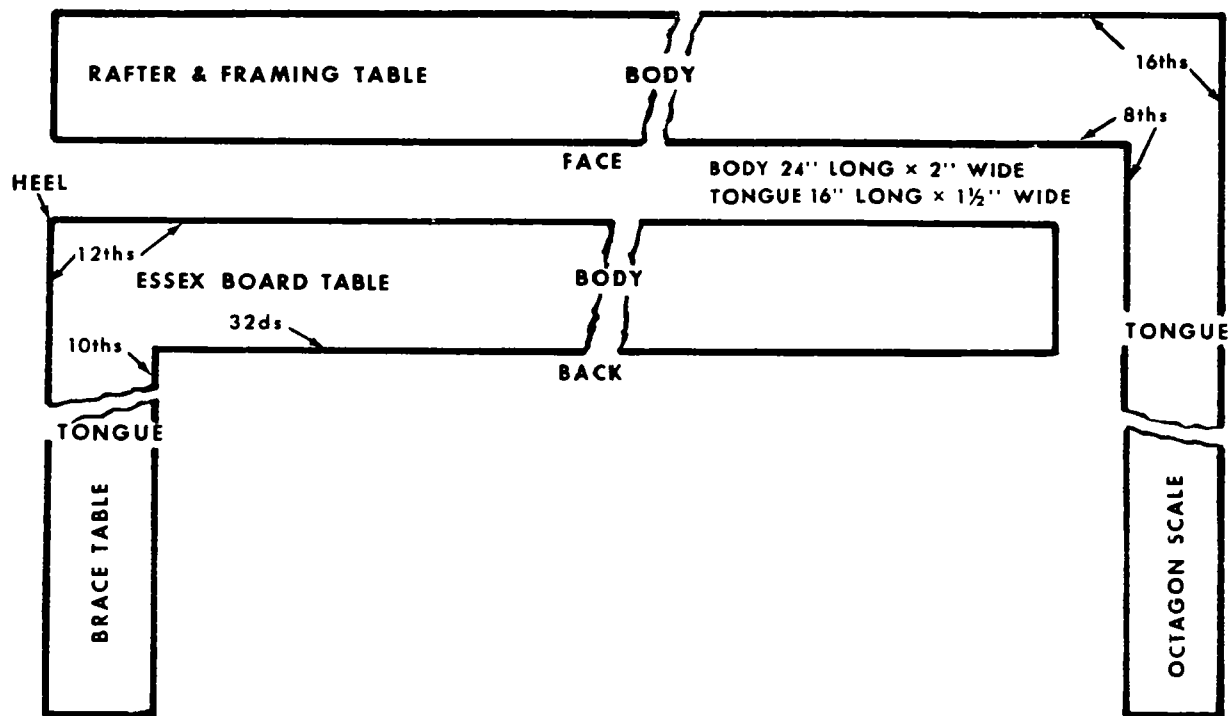 RAFTER & FRAMING TABLE
BODY
16ths
8ths
FACE
BODY 24'' LONG × 2'' WIDE
TONGUE 16'' LONG × 1½'' WIDE
HEEL
12ths
ESSEX BOARD TABLE
BODY
32ds
10ths
BACK
TONGUE
TONGUE
BRACE TABLE
OCTAGON SCALE